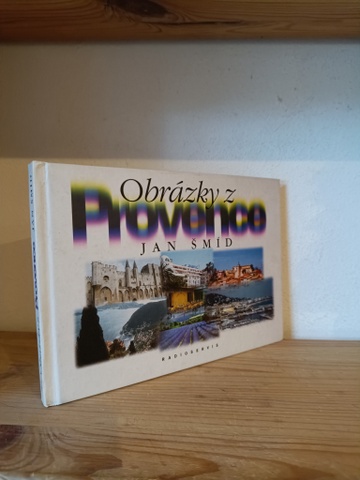 Obrázky z
Provence
JAN ŠMÍD
RADIOSERVIS